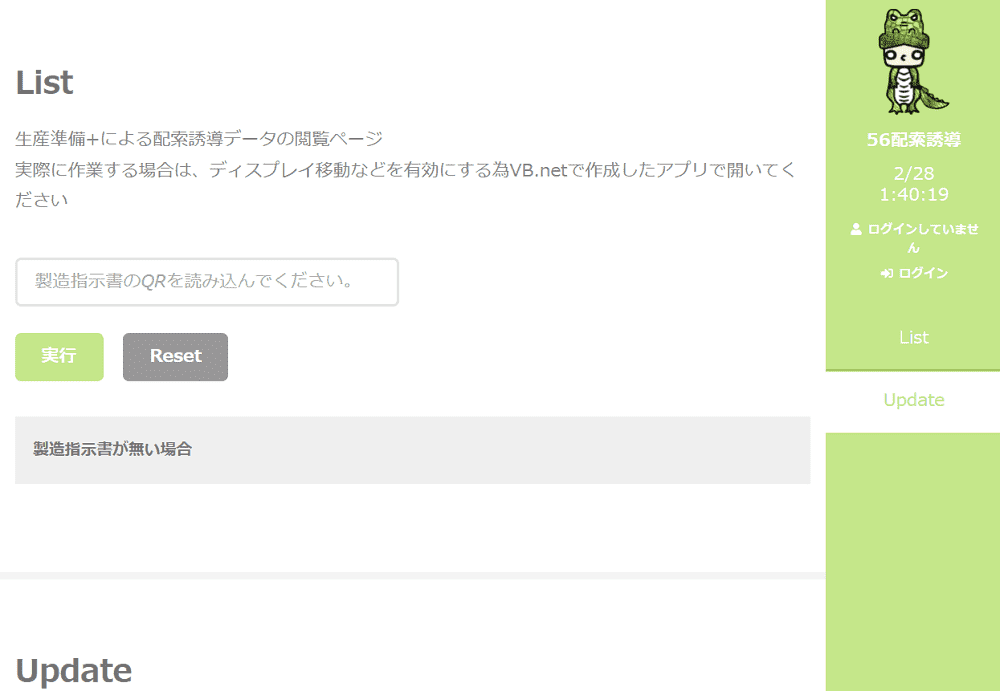 List
生産準備+による配索誘導データの閲覧ページ
実際に作業する場合は、ディスプレイ移動などを有効にする為VB.netで作成したアプリで開いてく
ださい
製造指示書のQRを読み込んでください。
実行
Reset
製造指示書が無い場合
Update
56配索誘導
2/28
1:40:19
ログインしていませ
ん
ログイン
List
Update